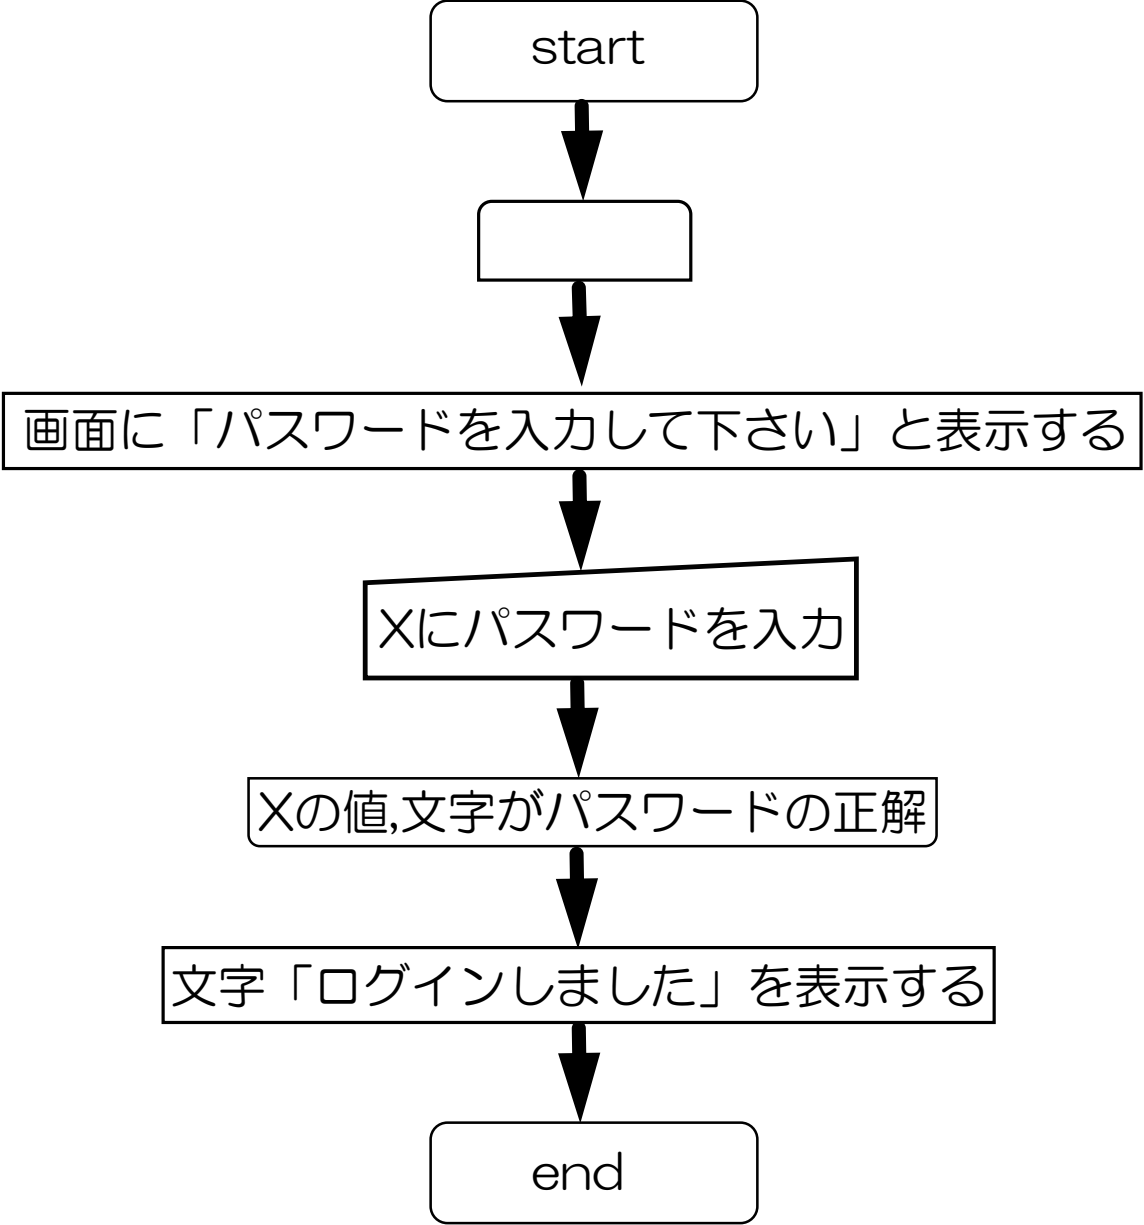 start
画面に「パスワードを入力して下さい」と表示する
Xにパスワードを入力
Xの値,文字がパスワードの正解
文字「ログインしました」を表示する
end